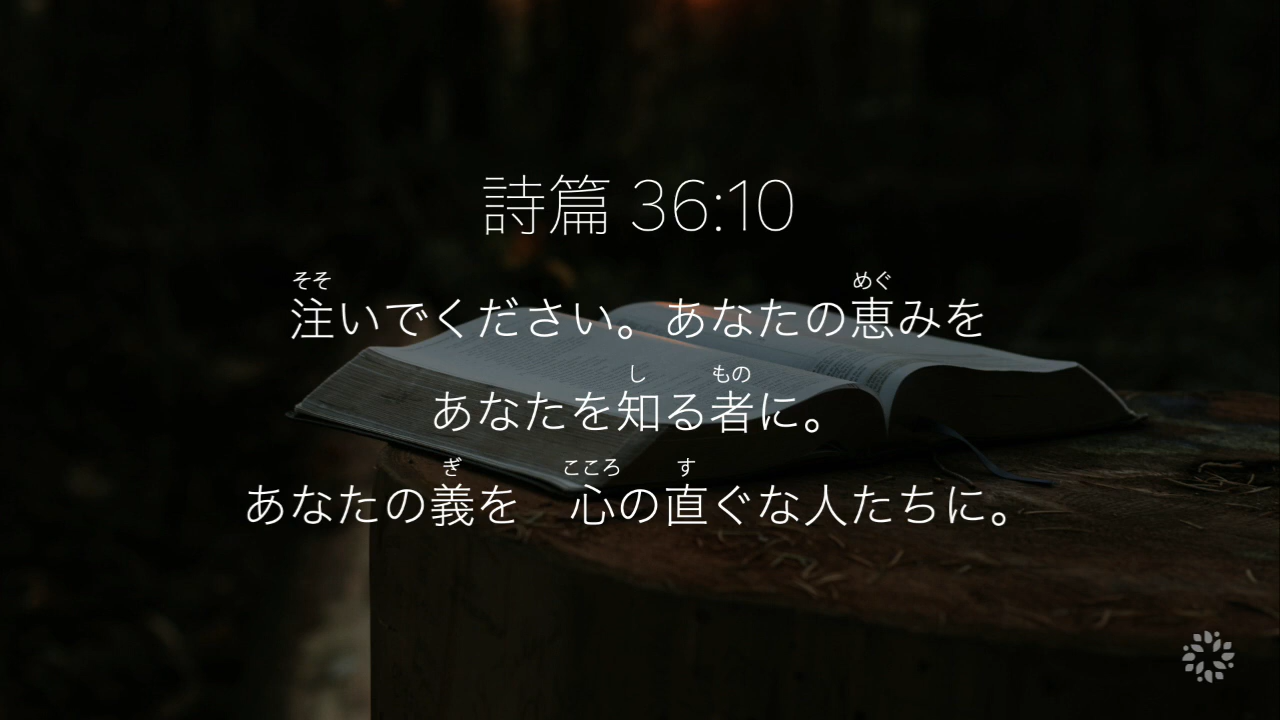 詩篇 36:10
注いでください。あなたの恵みを
あなたを知る者に。
あなたの義を　心の直ぐな人たちに。